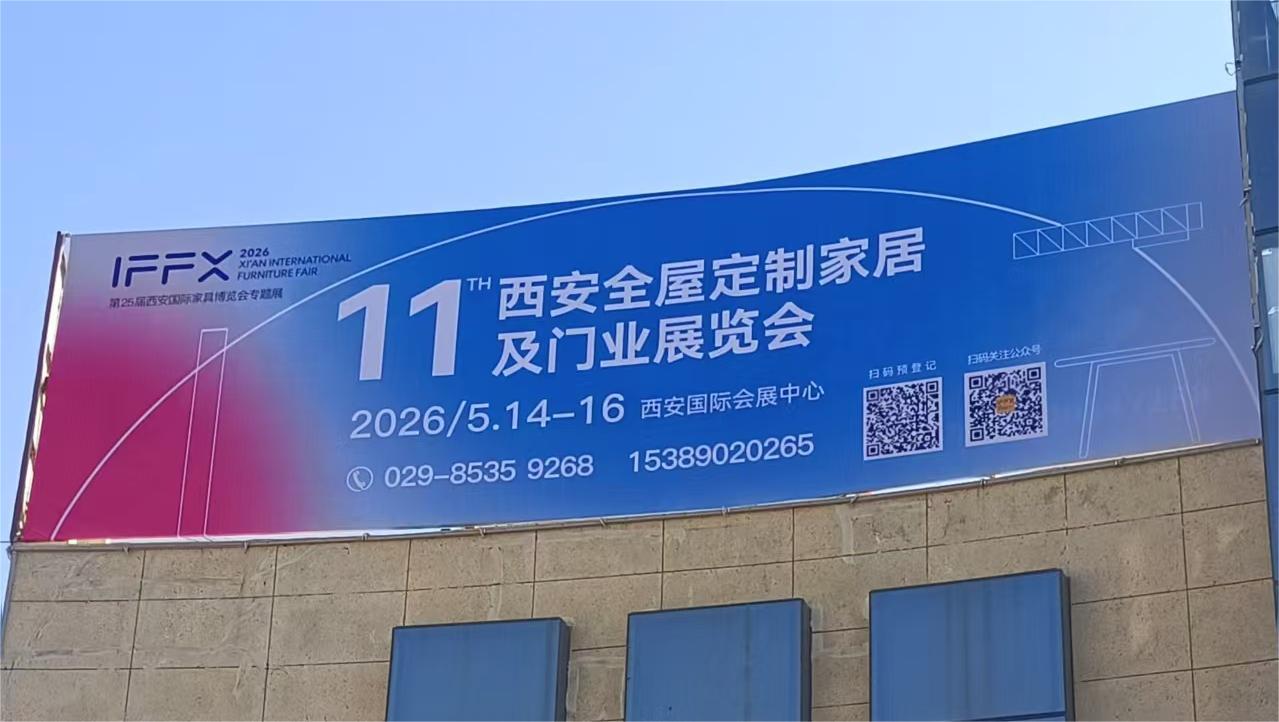 IFFX
2026
XI'AN INTERNATIONAL
FURNITURE FAIR
第25届西安国际家具博览会专题展
11TH
西安全屋定制家居
及门业展览会
2026/5.14-16 西安国际会展中心
029-8535 9268 15389020265
扫码预登记
扫码关注公众号